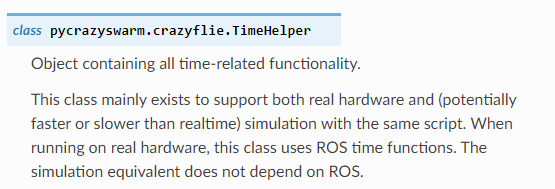 class pycrazyswarm.crazyflie.TimeHelper
Object containing all time-related functionality.
This class mainly exists to support both real hardware and (potentially
faster or slower than realtime) simulation with the same script. When
running on real hardware, this class uses ROS time functions. The
simulation equivalent does not depend on ROS.